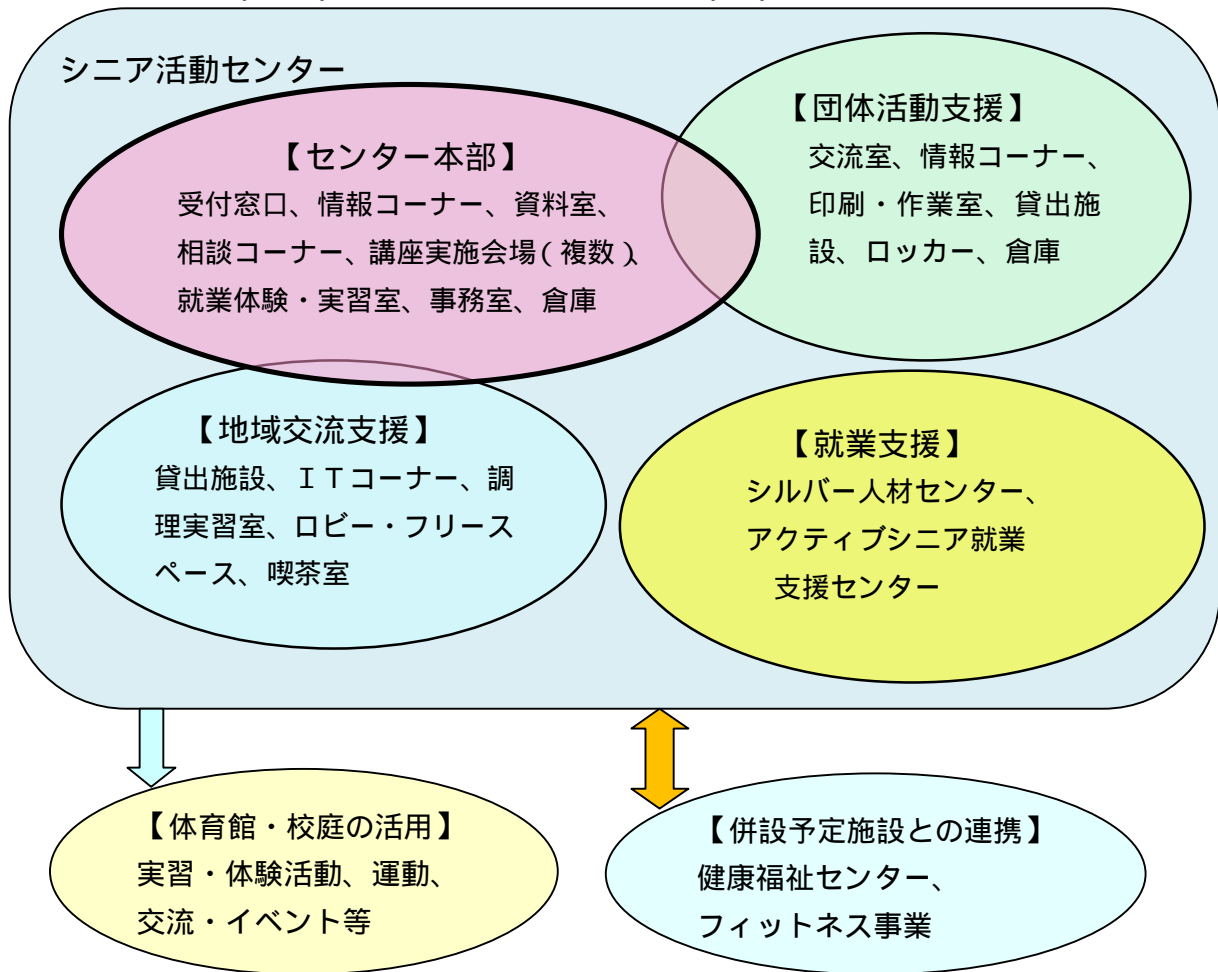 シニア活動センター
【センター本部】
受付窓口、情報コーナー、資料室、
相談コーナー、講座実施会場(複数)、
就業体験・実習室、事務室、倉庫
【団体活動支援】
交流室、情報コーナー、
印刷・作業室、貸出施
設、ロッカー、倉庫
【地域交流支援】
貸出施設、ITコーナー、調
理実習室、ロビー・フリース
ペース、喫茶室
【就業支援】
シルバー人材センター、
アクティブシニア就業
支援センター
【体育館・校庭の活用】
実習・体験活動、運動、
交流・イベント等
【併設予定施設との連携】
健康福祉センター、
フィットネス事業